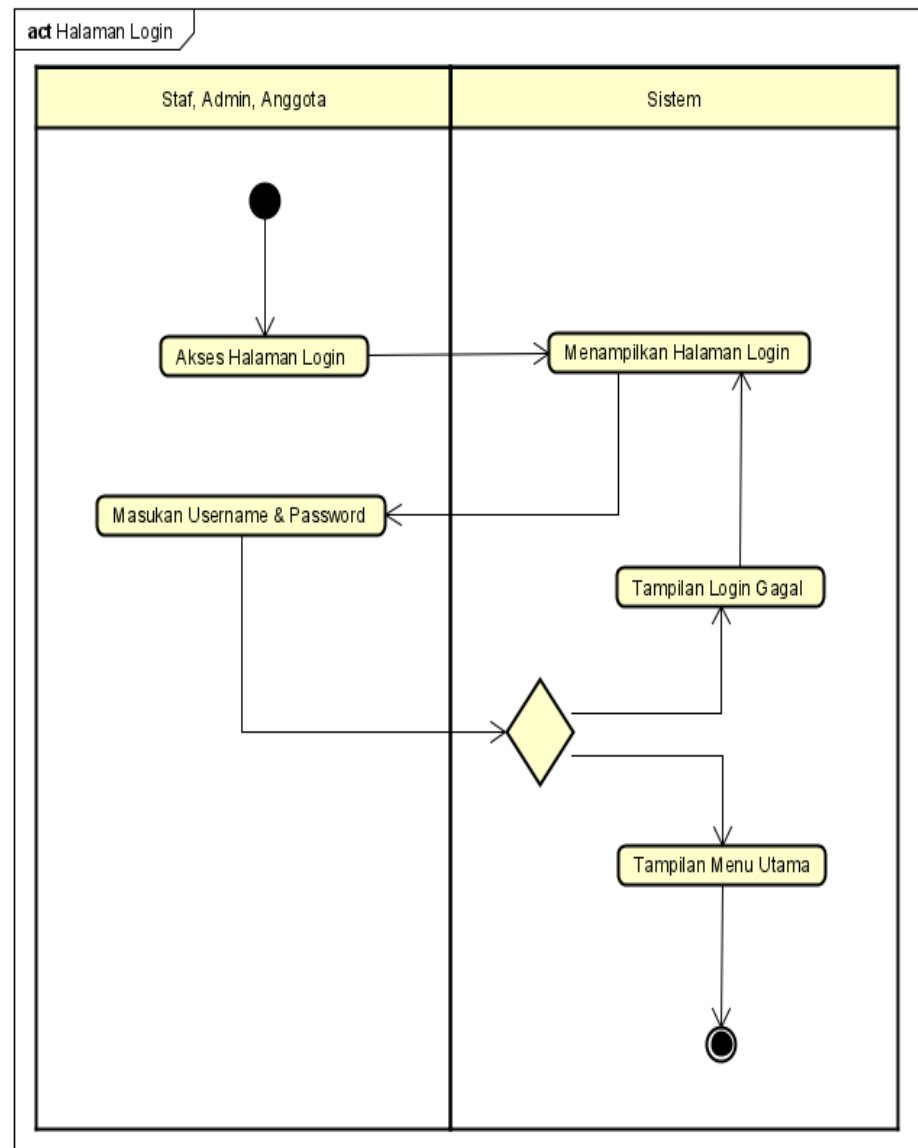 act Halaman Login
Staf, Admin, Anggota
Sistem
Akses Halaman Login
Menampilkan Halaman Login
Masukan Username & Password
Tampilan Login Gagal
Tampilan Menu Utama